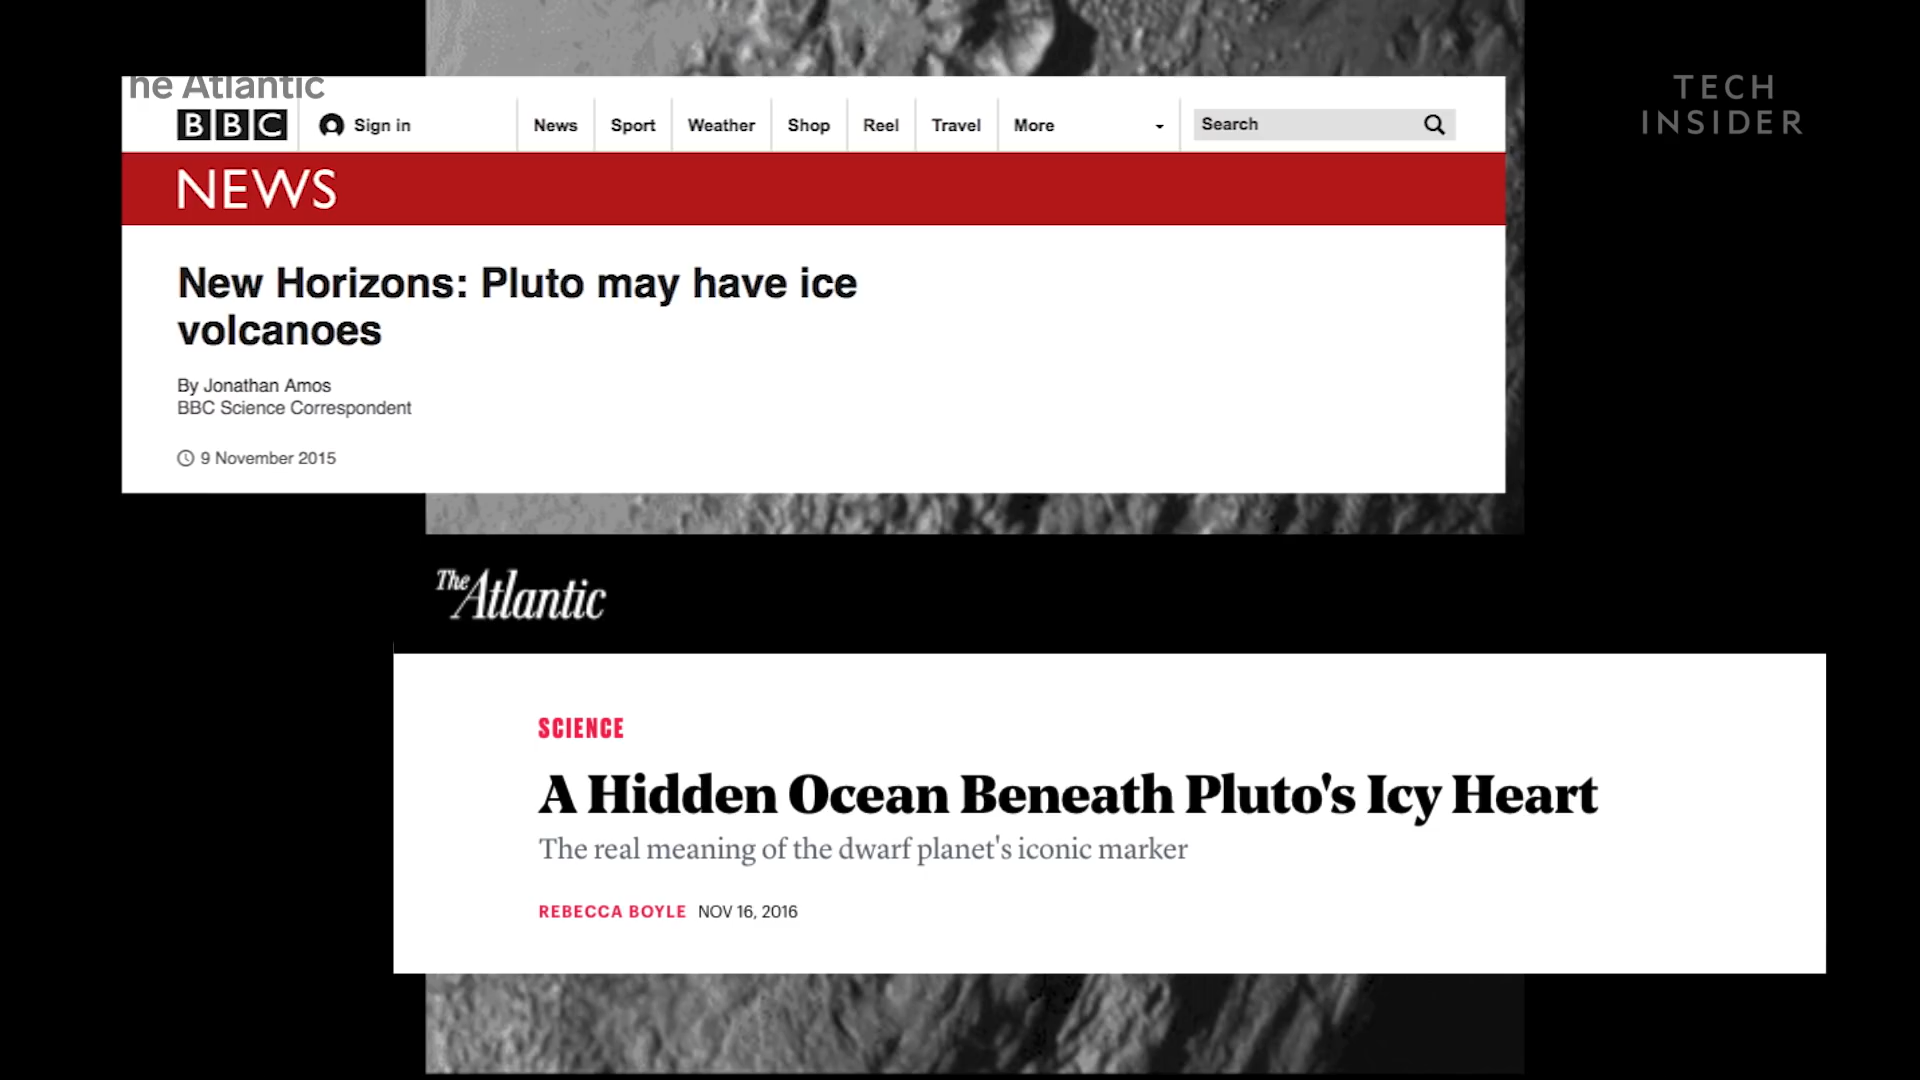 he Atlantic
TECH
INSIDER
BBC
Sign in
News
Sport
Weather
Shop
Reel
Travel
More
Search
NEWS
New Horizons: Pluto may have ice
volcanoes
By Jonathan Amos
BBC Science Correspondent
9 November 2015
The Atlantic
SCIENCE
A Hidden Ocean Beneath Pluto's Icy Heart
The real meaning of the dwarf planet's iconic marker
REBECCA BOYLE NOV 16, 2016